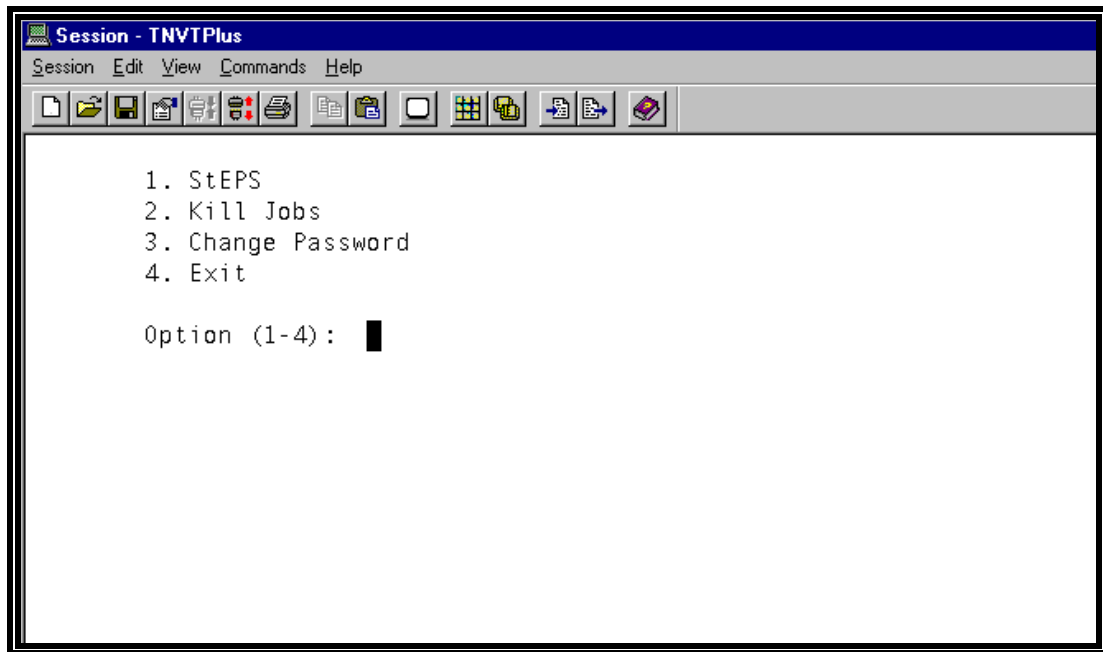 Session - TNVTPlus
Session Edit View Commands Help
1. StEPS
2. Kill Jobs
3. Change Password
4. Exit
Option (1-4):